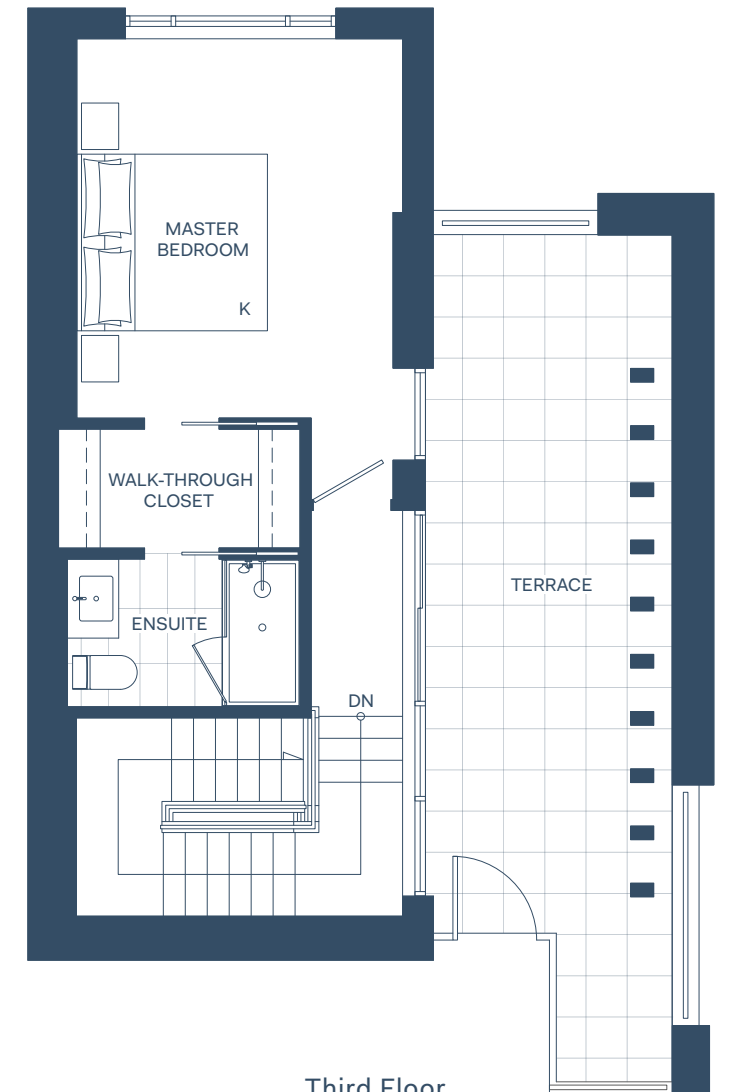 MASTER
BEDROOM
K
WALK-THROUGH
CLOSET
TERRACE
ENSUITE
DN
Third Floor